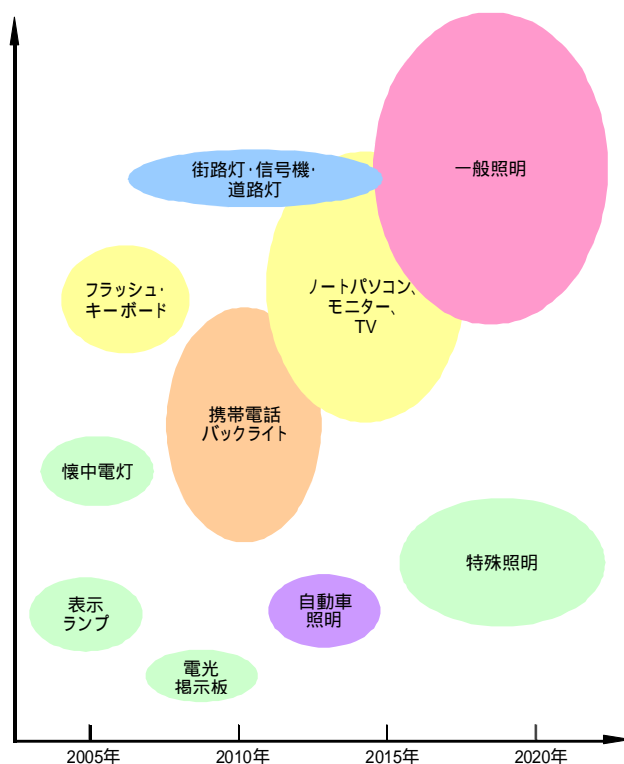 街路灯・信号機・
道路灯
一般照明
フラッシュ・
キーボード
ノートパソコン、
モニター、
TV
携帯電話
バックライト
懐中電灯
特殊照明
表示
ランプ
自動車
照明
電光
掲示板
2005年
2010年
2015年
2020年